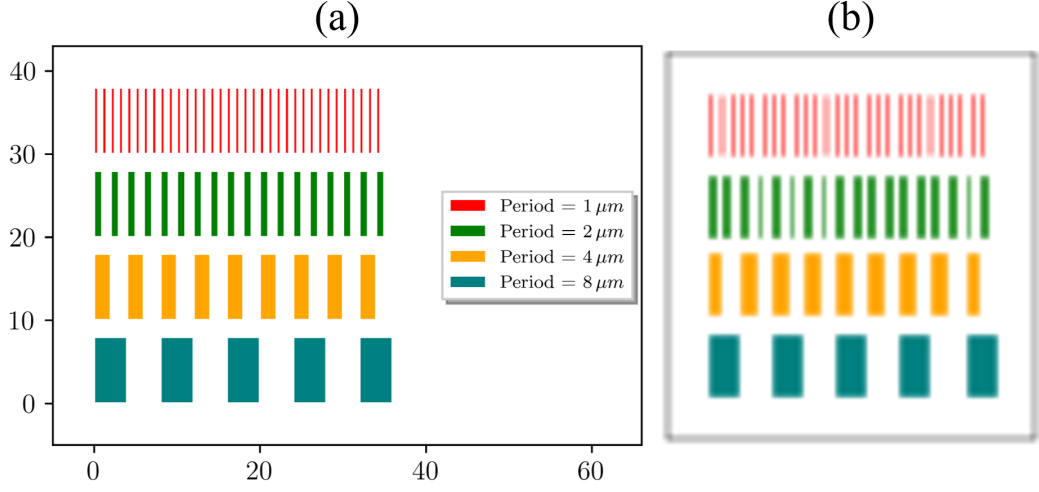 (a)
(b)
40
30
20
10
0
0
20
40
60
Period = 1 μm
Period = 2 μm
Period = 4 μm
Period = 8 μm